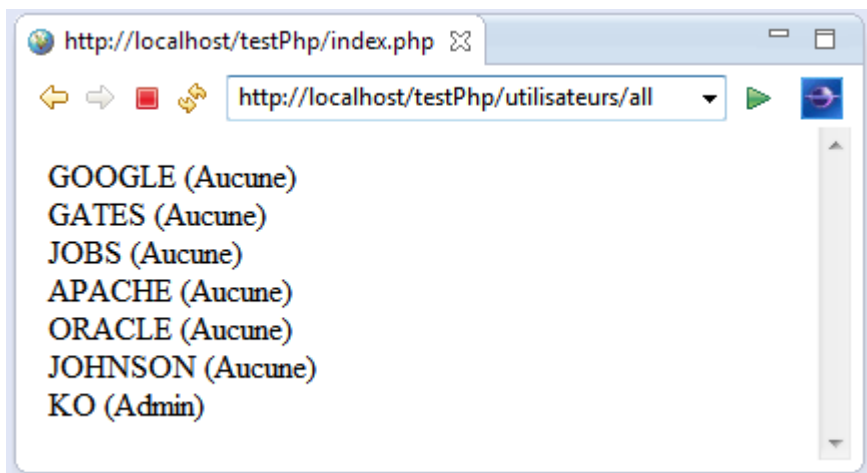 http://localhost/testPhp/index.php
http://localhost/testPhp/utilisateurs/all
GOOGLE (Aucune)
GATES (Aucune)
JOBS (Aucune)
APACHE (Aucune)
ORACLE (Aucune)
JOHNSON (Aucune)
KO (Admin)